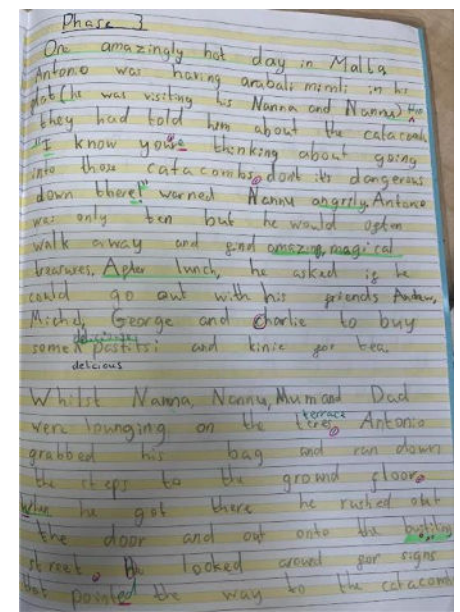 Phase 3
One amazingly hot day in Malta
Antonio was having arabali mimli in his
flat (he was visiting his Nanna and Nannu)
they had told him about the catacomb
"I know your thinking about going
into those catacombs. dont its dangerous
down there!" warned Nannu angrily. Antonio
was only ten but he would often
walk away and find amazing, magical
treasures. After lunch, he asked if he
could go out with his friends Andrew,
Michel, George and Charlie to buy
some delicious pastitsi and kinie for tea.
delicious
Whilst Nanna, Nannu, Mum and Dad
were lounging on the terrace Antonio
grabbed his bag and ran down
the steps to the ground floor.
When he got there he rushed out
the door and out onto the bustling
street. He looked around for signs
that pointed the way to the catacomb